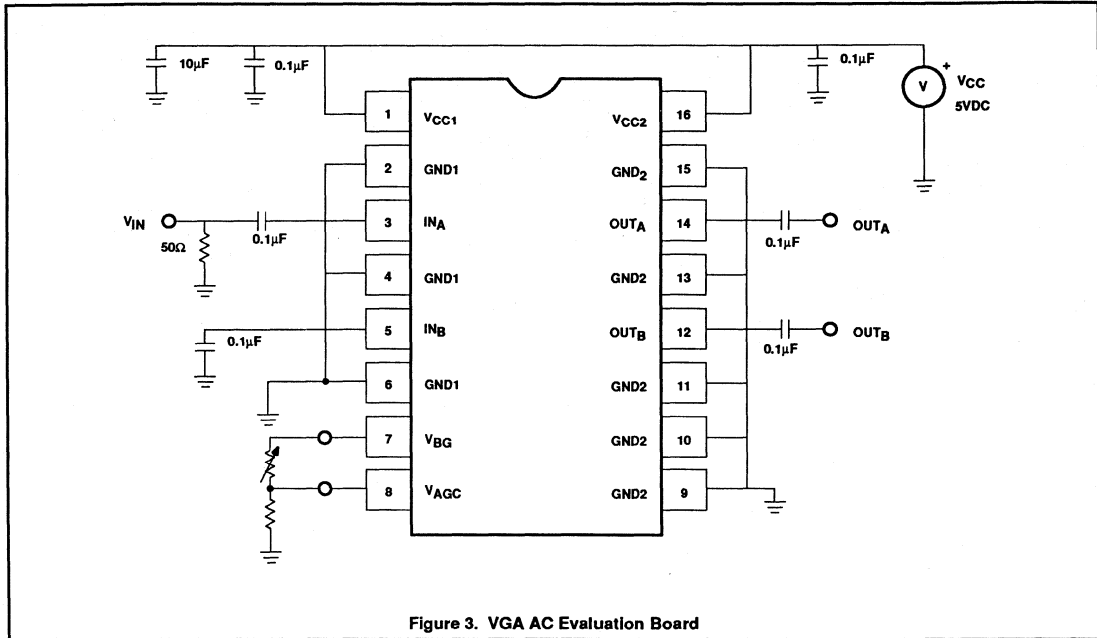 10μF
0.1μF
0.1μF
+
V
VCC
5VDC
1
VCC1
VCC2
16
2
GND1
GND2
15
VIN
50Ω
0.1μF
3
INA
OUTA
14
0.1μF
OUTA
4
GND1
GND2
13
0.1μF
5
INB
OUTB
12
0.1μF
OUTB
6
GND1
GND2
11
7
VBG
GND2
10
8
VAGC
GND2
9
Figure 3. VGA AC Evaluation Board